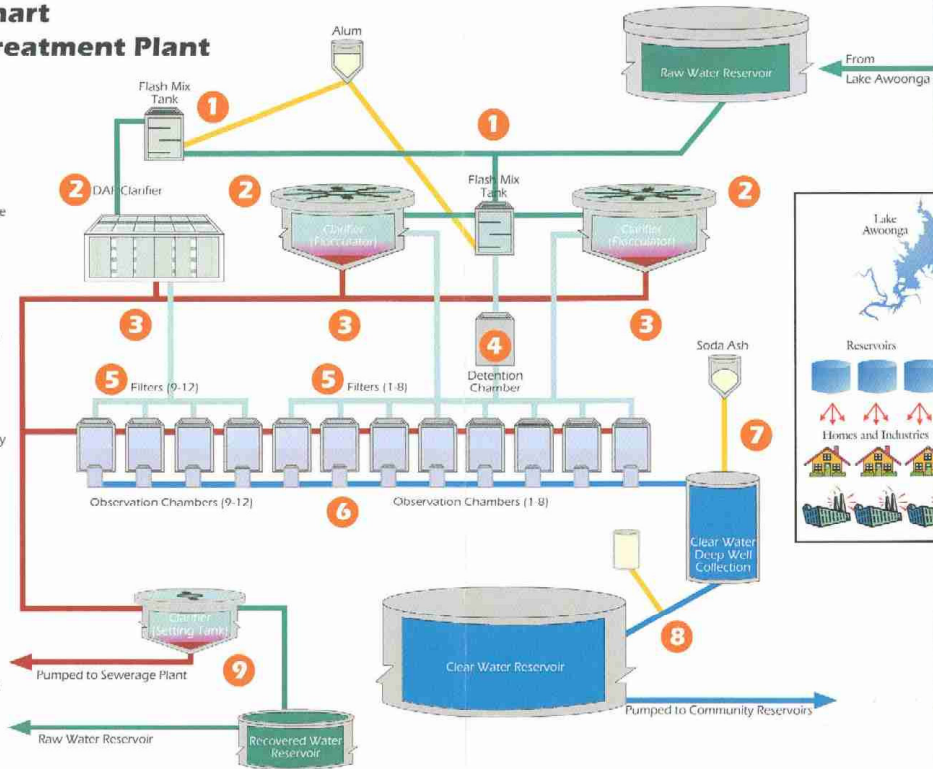 hart
reatment Plant
Alum
Flash Mix
Tank
1
1
Raw Water Reservoir
From
Lake Awoonga
2
DAF Clarifier
2
Clarifier
(Flocculator)
Flash Mix
Tank
2
Clarifier
(Flocculator)
Lake
Awoonga
3
3
3
4
Detention
Chamber
Soda Ash
Reservoirs
5
Filters (9-12)
5
Filters (1-8)
7
Homes and Industries
Observation Chambers (9-12)
6
Observation Chambers (1-8)
Clear Water
Deep Well
Collection
8
Clarifier
(Setting Tank)
Clear Water Reservoir
9
Pumped to Sewerage Plant
Pumped to Community Reservoirs
Raw Water Reservoir
Recovered Water
Reservoir